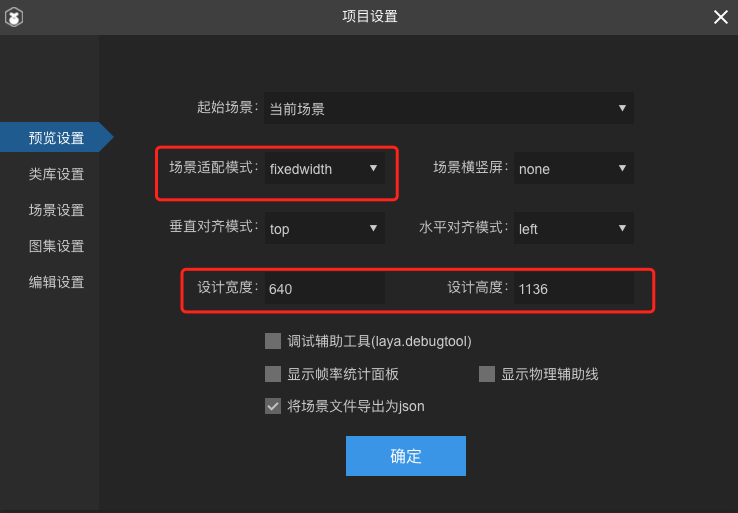 项目设置
预览设置
类库设置
场景设置
图集设置
编辑设置
起始场景: 当前场景
场景适配模式: fixedwidth 场景横竖屏: none
垂直对齐模式: top 水平对齐模式: left
设计宽度: 640 设计高度: 1136
调试辅助工具(laya.debugtool)
显示帧率统计面板 显示物理辅助线
将场景文件导出为json
确定